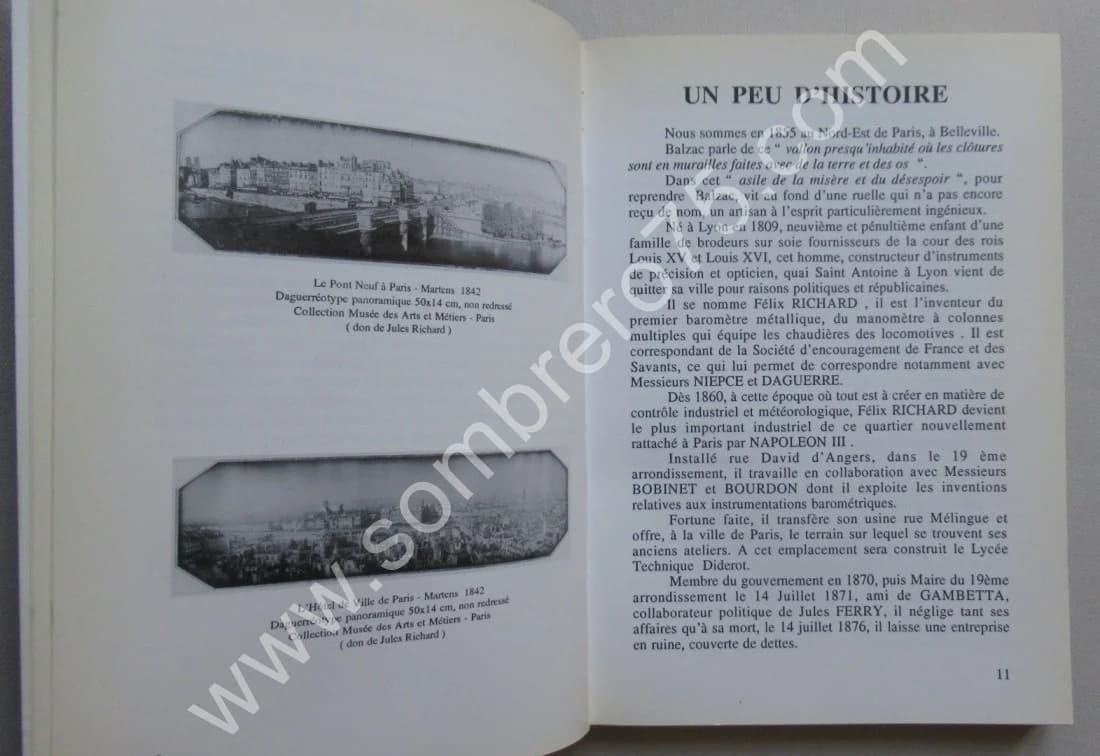 Le Pont Neuf à Paris - Martens 1842
Daguerréotype panoramique 50x14 cm, non redressé
Collection Musée des Arts et Métiers - Paris
( don de Jules Richard )
L'Hôtel de Ville de Paris - Martens 1842
Daguerréotype panoramique 50x14 cm, non redressé
Collection Musée des Arts et Métiers - Paris
( don de Jules Richard )
UN PEU D'HISTOIRE
Nous sommes en 1855 au Nord-Est de Paris, à Belleville.
Balzac parle de ce “ vallon presqu'inhabité où les clôtures
sont en murailles faites avec de la terre et des os “.
Dans cet “ asile de la misère et du désespoir “, pour
reprendre Balzac, vit au fond d'une ruelle qui n'a pas encore
reçu de nom, un artisan à l'esprit particulièrement ingénieux.
Né à Lyon en 1809, neuvième et pénultième enfant d'une
famille de brodeurs sur soie fournisseurs de la cour des rois
Louis XV et Louis XVI, cet homme, constructeur d'instruments
de précision et opticien, quai Saint Antoine à Lyon vient de
quitter sa ville pour raisons politiques et républicaines.
Il se nomme Félix RICHARD , il est l'inventeur du
premier baromètre métallique, du manomètre à colonnes
multiples qui équipe les chaudières des locomotives . Il est
correspondant de la Société d'encouragement de France et des
Savants, ce qui lui permet de correspondre notamment avec
Messieurs NIEPCE et DAGUERRE.
Dès 1860, à cette époque où tout est à créer en matière de
contrôle industriel et météorologique, Félix RICHARD devient
le plus important industriel de ce quartier nouvellement
rattaché à Paris par NAPOLEON III .
Installé rue David d'Angers, dans le 19 ème
arrondissement, il travaille en collaboration avec Messieurs
BOBINET et BOURDON dont il exploite les inventions
relatives aux instrumentations barométriques.
Fortune faite, il transfère son usine rue Mélingue et
offre, à la ville de Paris, le terrain sur lequel se trouvent ses
anciens ateliers. A cet emplacement sera construit le Lycée
Technique Diderot.
Membre du gouvernement en 1870, puis Maire du 19ème
arrondissement le 14 Juillet 1871, ami de GAMBETTA,
collaborateur politique de Jules FERRY, il néglige tant ses
affaires qu'à sa mort, le 14 juillet 1876, il laisse une entreprise
en ruine, couverte de dettes.
11
www.sombrero75.com